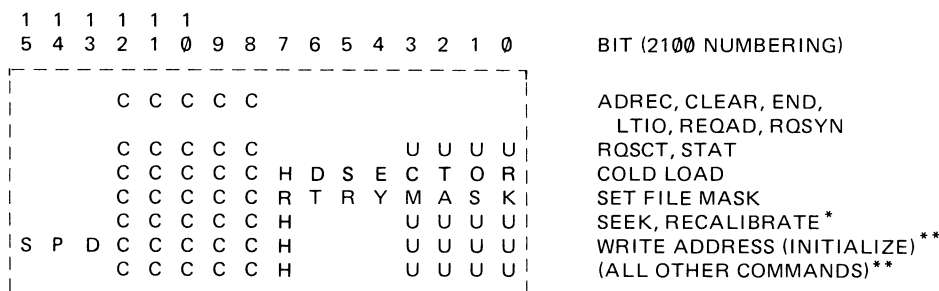 1 1 1 1 1 1
5 4 3 2 1 0 9 8 7 6 5 4 3 2 1 0 BIT (2100 NUMBERING)
C C C C C ADREC, CLEAR, END,
LTIO, REQAD, RQSYN
C C C C C U U U U RQSCT, STAT
C C C C C H D S E C T O R COLD LOAD
C C C C C R T R Y M A S K SET FILE MASK
C C C C C H U U U U SEEK, RECALIBRATE*
S P D C C C C C H U U U U WRITE ADDRESS (INITIALIZE)**
C C C C C H U U U U (ALL OTHER COMMANDS)**